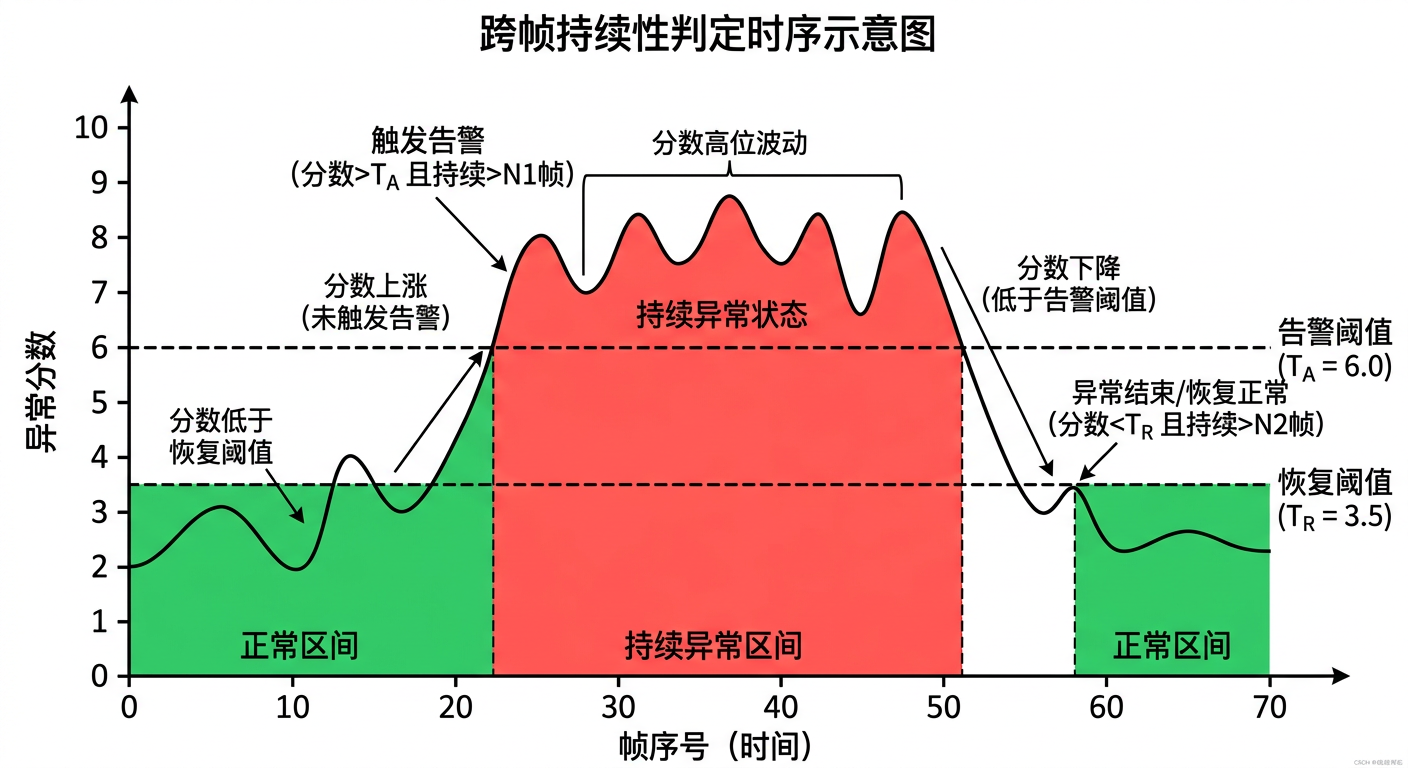 跨帧持续性判定时序示意图
异常分数
10
9
8
7
6
5
4
3
2
1
0
触发告警
（分数>TA 且持续>N1帧）
分数高位波动
分数上涨
（未触发告警）
分数低于
恢复阈值
持续异常状态
分数下降
（低于告警阈值）
告警阈值
(TA = 6.0)
异常结束/恢复正常
（分数<TR 且持续>N2帧）
恢复阈值
(TR = 3.5)
正常区间
持续异常区间
正常区间
0
10
20
30
40
50
60
70
帧序号（时间）